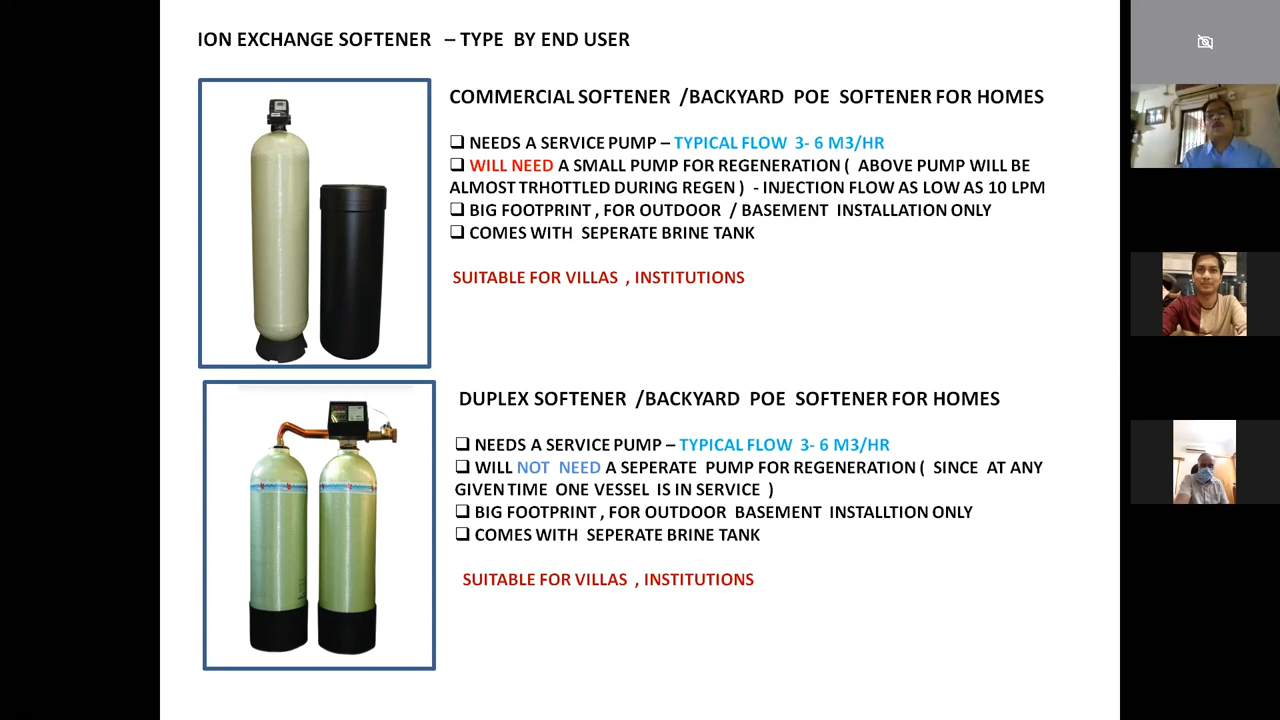 ION EXCHANGE SOFTENER – TYPE BY END USER
COMMERCIAL SOFTENER /BACKYARD POE SOFTENER FOR HOMES
❑ NEEDS A SERVICE PUMP – TYPICAL FLOW 3- 6 M3/HR
❑ WILL NEED A SMALL PUMP FOR REGENERATION ( ABOVE PUMP WILL BE
ALMOST TRHOTTLED DURING REGEN ) - INJECTION FLOW AS LOW AS 10 LPM
❑ BIG FOOTPRINT , FOR OUTDOOR / BASEMENT INSTALLATION ONLY
❑ COMES WITH SEPERATE BRINE TANK
SUITABLE FOR VILLAS , INSTITUTIONS
DUPLEX SOFTENER /BACKYARD POE SOFTENER FOR HOMES
❑ NEEDS A SERVICE PUMP – TYPICAL FLOW 3- 6 M3/HR
❑ WILL NOT NEED A SEPERATE PUMP FOR REGENERATION ( SINCE AT ANY
GIVEN TIME ONE VESSEL IS IN SERVICE )
❑ BIG FOOTPRINT , FOR OUTDOOR BASEMENT INSTALLTION ONLY
❑ COMES WITH SEPERATE BRINE TANK
SUITABLE FOR VILLAS , INSTITUTIONS